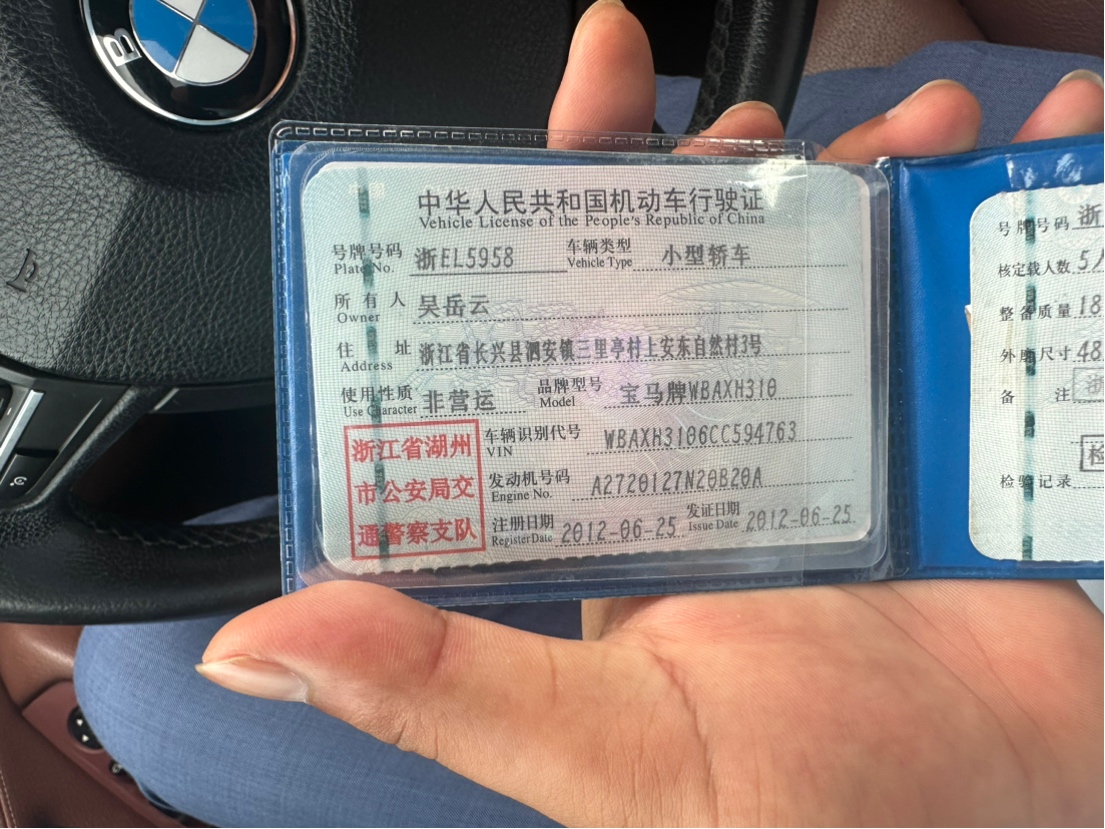 B
中华人民共和国机动车行驶证
Vehicle License of the People's Republic of China
号牌号码 浙EL5958 车辆类型 小型轿车
Plate No. Vehicle Type
所有人 吴岳云
Owner
住址 浙江省长兴县泗安镇三里亭村上安东自然村3号
Address
使用性质 非营运 品牌型号 宝马牌WBAXH310
Use Character Model
浙江省湖州
市公安局交
通警察支队
车辆识别代号 WBAXH3106CC594763
VIN
发动机号码 A2720127N20B20A
Engine No.
注册日期 2012-06-25 发证日期 2012-06-25
Register Date Issue Date
号牌号码 浙
核定载人数 5人
整备质量 18
外廓尺寸 48
备注 浙
检
检验记录